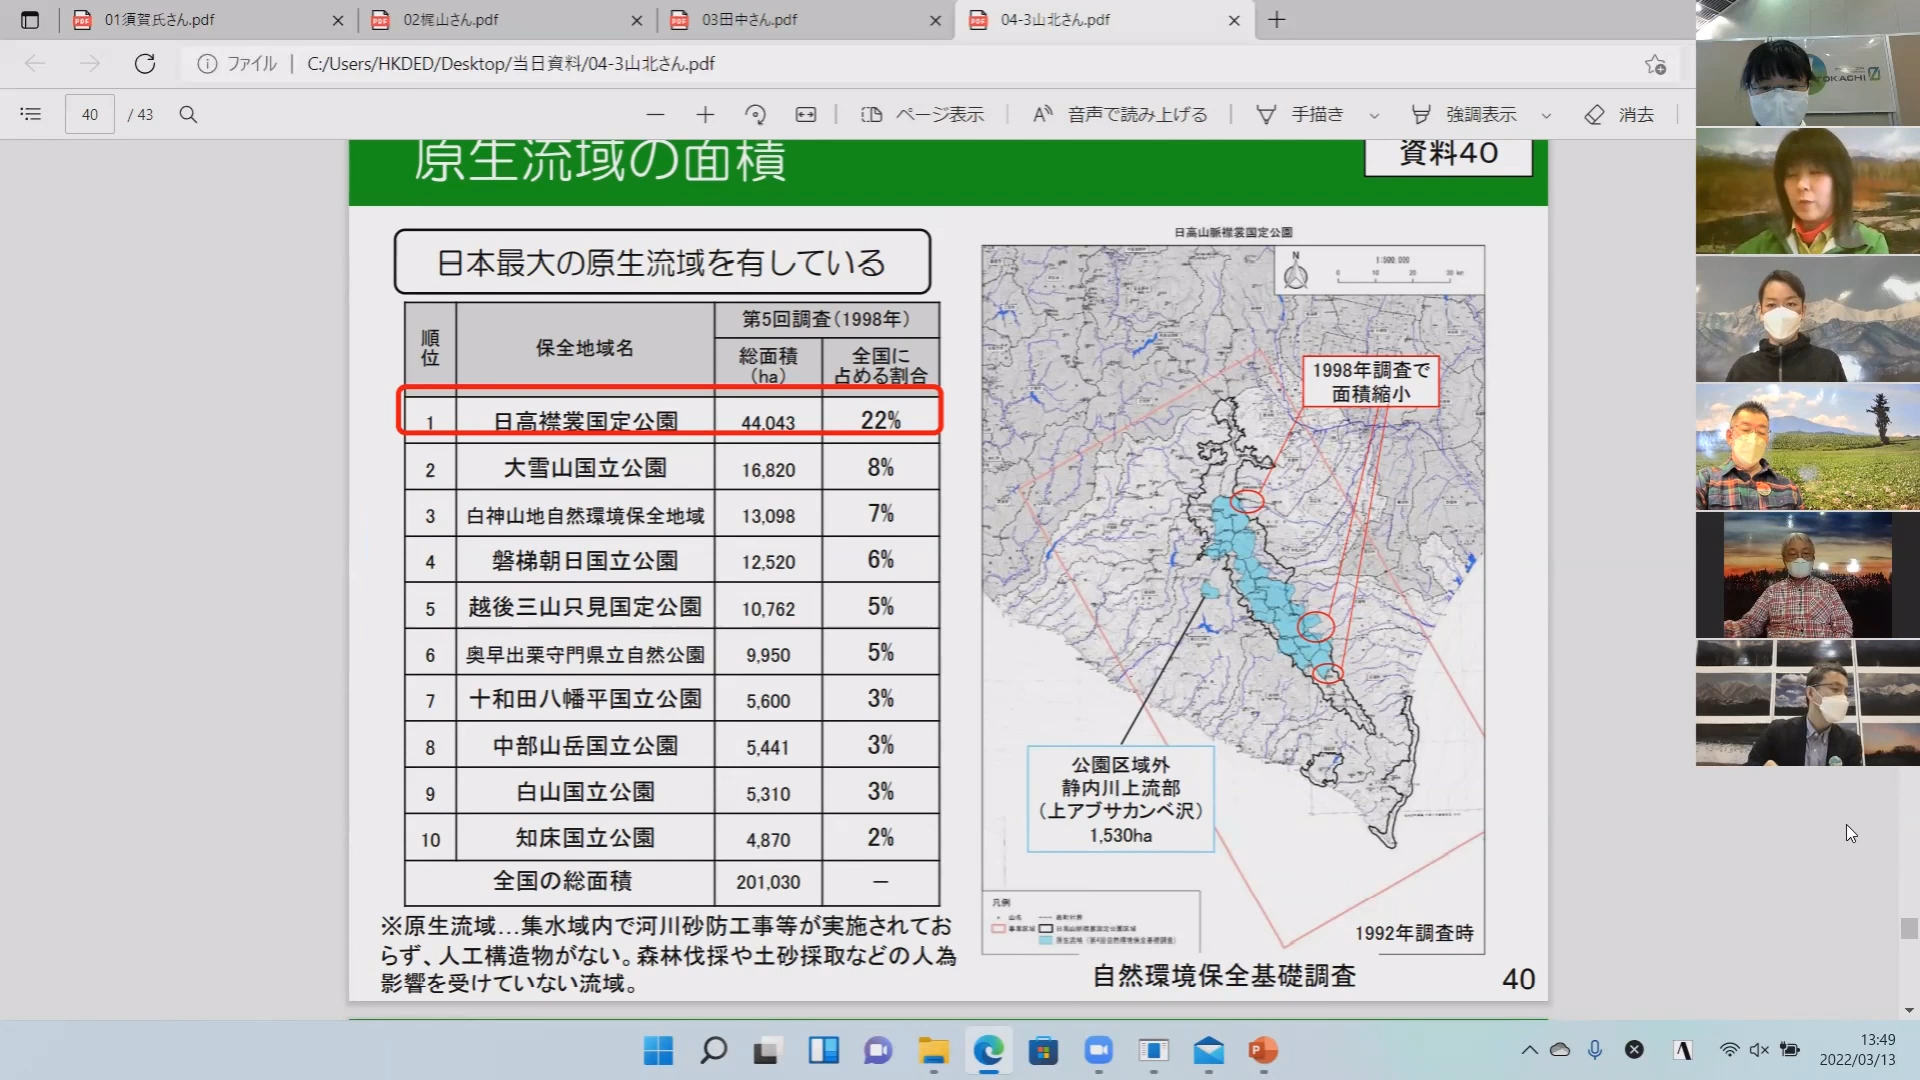 01須賀氏さん.pdf
02梶山さん.pdf
03田中さん.pdf
04-3山北さん.pdf
ファイル
C:/Users/HKDED/Desktop/当日資料/04-3山北さん.pdf
40 / 43
ページ表示
音声で読み上げる
手描き
強調表示
消去
原生流域の面積
資料40
日本最大の原生流域を有している
順位 保全地域名 第5回調査(1998年)
総面積(ha) 全国に占める割合
1 日高襟裳国定公園 44,043 22%
2 大雪山国立公園 16,820 8%
3 白神山地自然環境保全地域 13,098 7%
4 磐梯朝日国立公園 12,520 6%
5 越後三山只見国定公園 10,762 5%
6 奥早出粟守門県立自然公園 9,950 5%
7 十和田八幡平国立公園 5,600 3%
8 中部山岳国立公園 5,441 3%
9 白山国立公園 5,310 3%
10 知床国立公園 4,870 2%
全国の総面積 201,030 ―
※原生流域…集水域内で河川砂防工事等が実施されてお
らず、人工構造物がない。森林伐採や土砂採取などの人為
影響を受けていない流域。
日高山脈襟裳国定公園
N
1:500,000
0 10 20 30 km
1998年調査で
面積縮小
公園区域外
静内川上流部
(上アブサカンベ沢)
1,530ha
凡例
1992年調査時
自然環境保全基礎調査
40
TOKACHI
13:49
2022/03/13